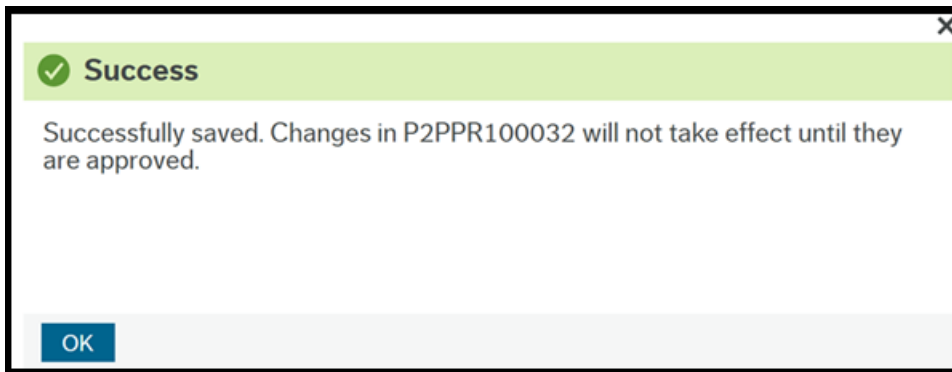 Success
Successfully saved. Changes in P2PPR100032 will not take effect until they
are approved.
OK